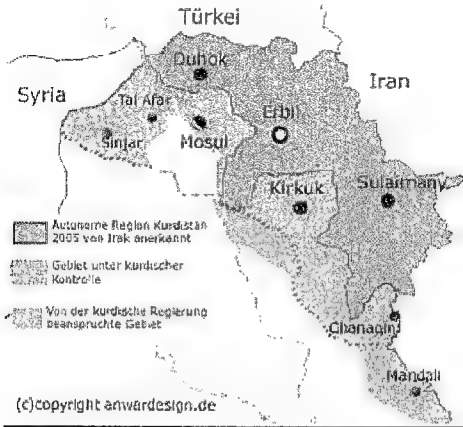 Türkei
Duhok
Syria
Iran
Tal Afar
Erbil
Sinjar
Mosul
Kirkuk
Sulaimany
Autonome Region Kurdistan
2005 von Irak anerkannt
Gebiet unter kurdischer
Kontrolle
Von der kurdische Regierung
beanspruchte Gebiet
Chanaqin
Mandali
(c)copyright anwardesign.de